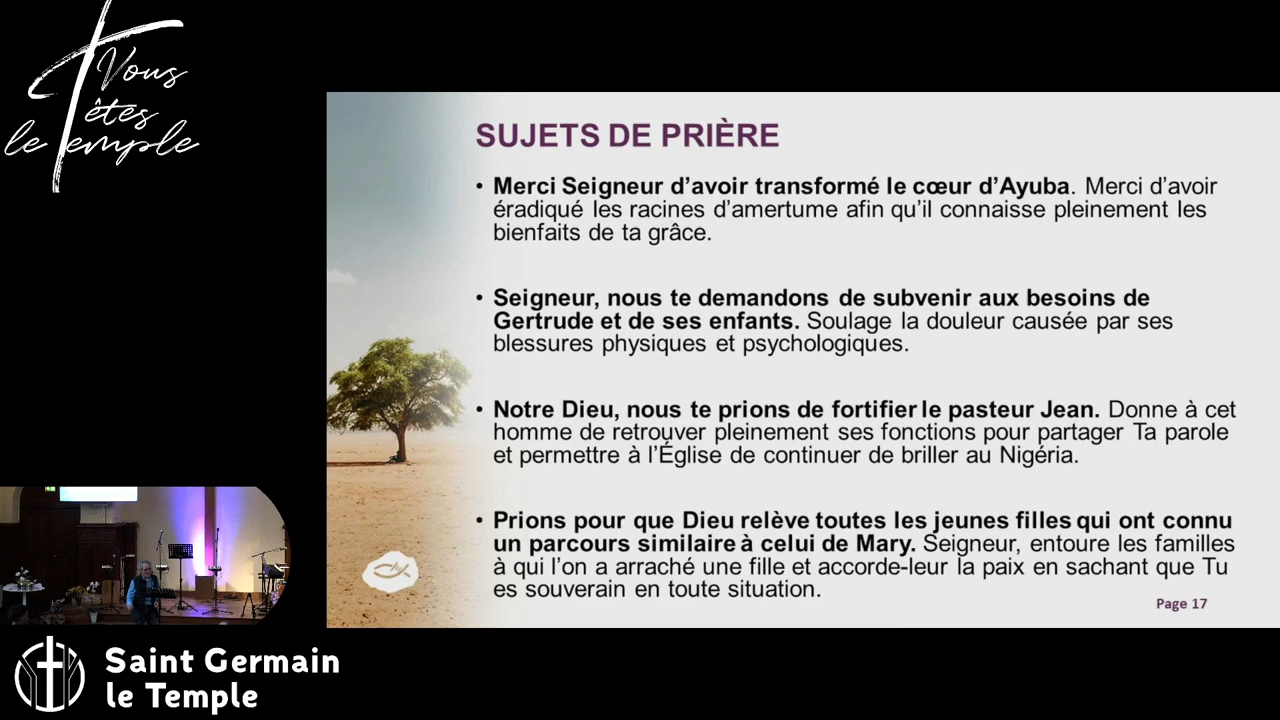 Vous
êtes
le Temple
SUJETS DE PRIÈRE
• Merci Seigneur d’avoir transformé le cœur d’Ayuba. Merci d’avoir
éradiqué les racines d’amertume afin qu’il connaisse pleinement les
bienfaits de ta grâce.
• Seigneur, nous te demandons de subvenir aux besoins de
Gertrude et de ses enfants. Soulage la douleur causée par ses
blessures physiques et psychologiques.
• Notre Dieu, nous te prions de fortifier le pasteur Jean. Donne à cet
homme de retrouver pleinement ses fonctions pour partager Ta parole
et permettre à l’Église de continuer de briller au Nigéria.
• Prions pour que Dieu relève toutes les jeunes filles qui ont connu
un parcours similaire à celui de Mary. Seigneur, entoure les familles
à qui l’on a arraché une fille et accorde-leur la paix en sachant que Tu
es souverain en toute situation.
Page 17
Saint Germain
le Temple